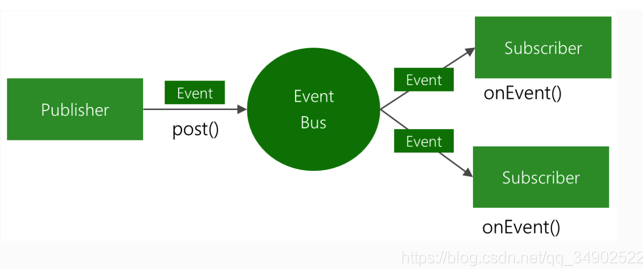 Publisher
Event
post()
Event
Bus
Event
Event
Subscriber
onEvent()
Subscriber
onEvent()
https://blog.csdn.net/qq_34902522